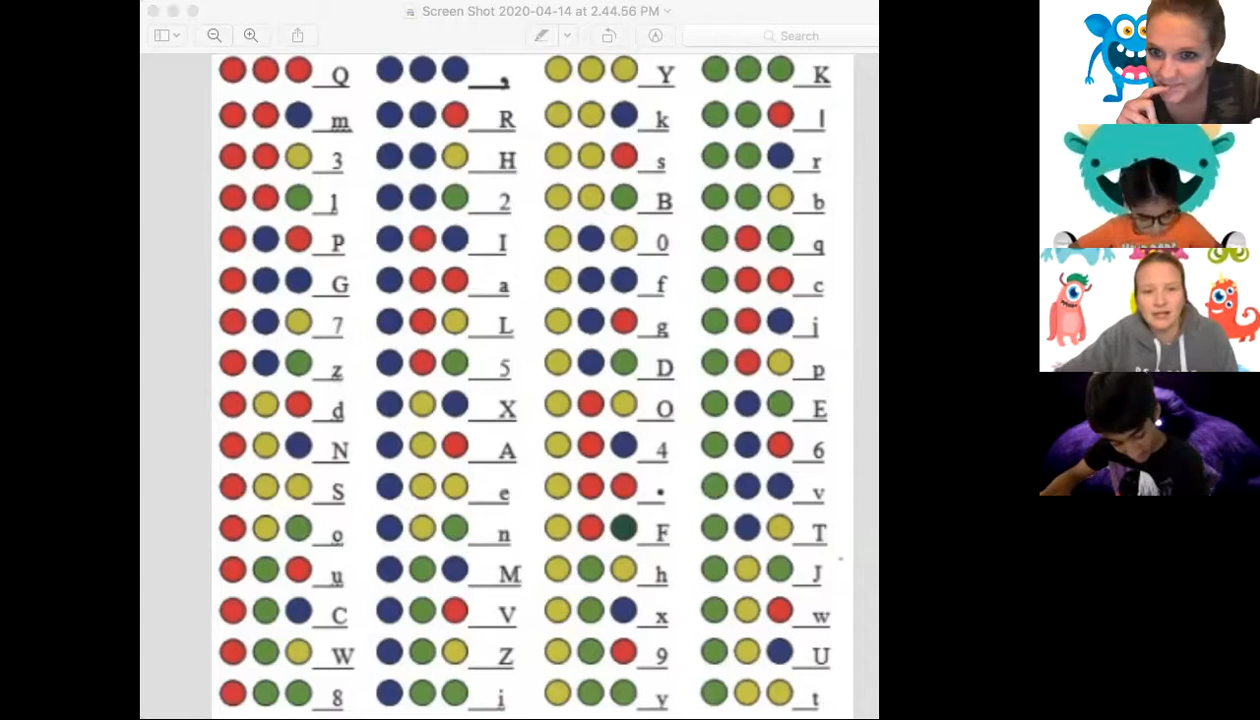 Screen Shot 2020-04-14 at 2.44.56 PM
Search
Q , Y K
m R k l
3 H s r
1 2 B b
P I 0 q
G a f c
7 L g j
z 5 D p
d X O E
N A 4 6
S e • v
o n F T
u M h J
C V x w
W Z 9 U
8 i y t